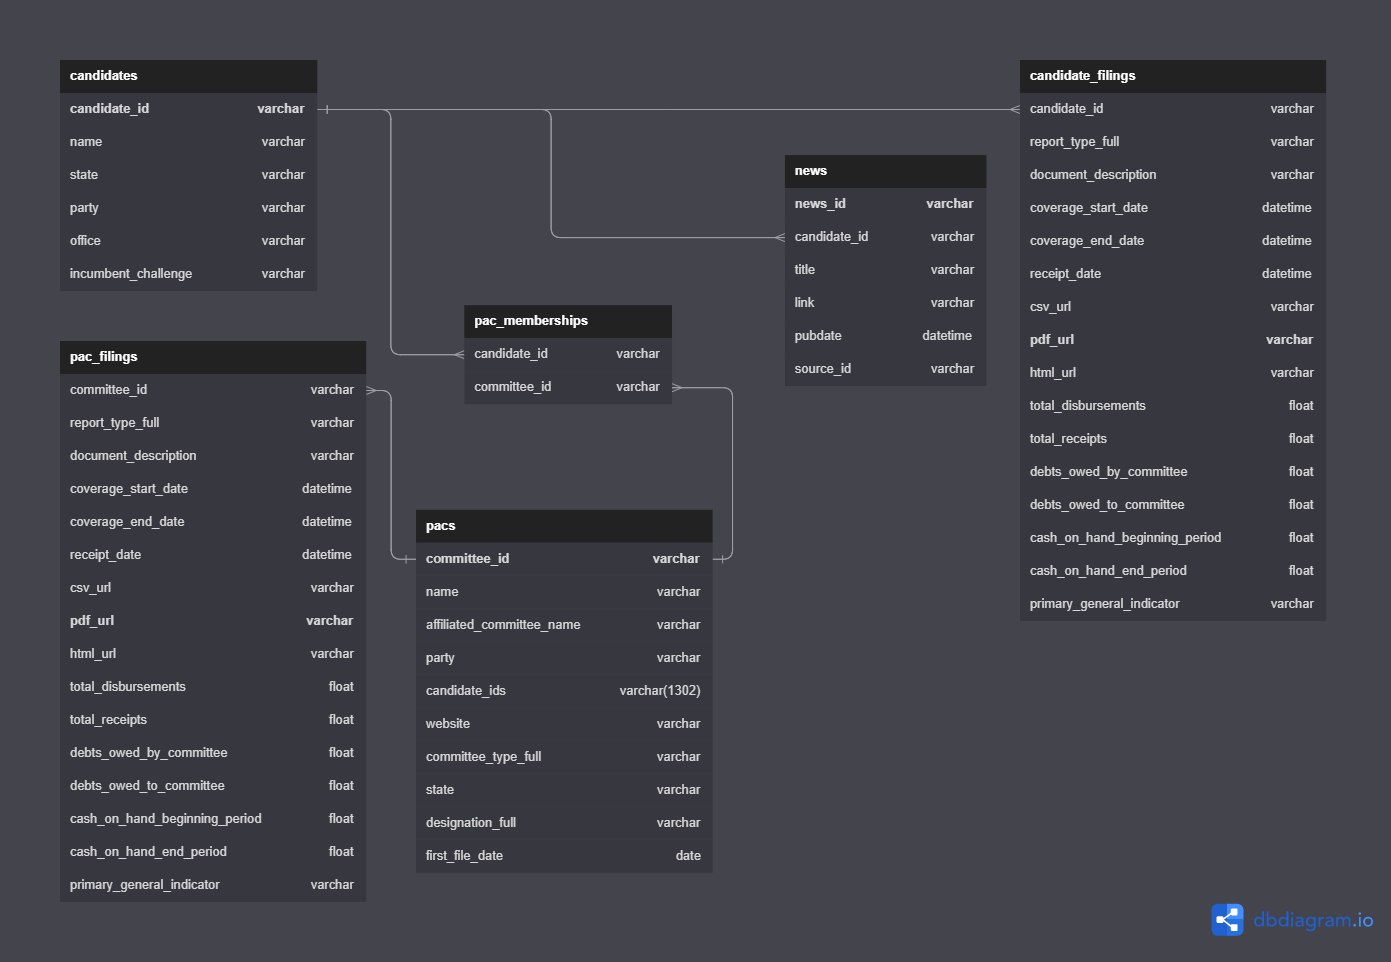 candidates
candidate_id varchar
name varchar
state varchar
party varchar
office varchar
incumbent_challenge varchar
pac_filings
committee_id varchar
report_type_full varchar
document_description varchar
coverage_start_date datetime
coverage_end_date datetime
receipt_date datetime
csv_url varchar
pdf_url varchar
html_url varchar
total_disbursements float
total_receipts float
debts_owed_by_committee float
debts_owed_to_committee float
cash_on_hand_beginning_period float
cash_on_hand_end_period float
primary_general_indicator varchar
pac_memberships
candidate_id varchar
committee_id varchar
pacs
committee_id varchar
name varchar
affiliated_committee_name varchar
party varchar
candidate_ids varchar(1302)
website varchar
committee_type_full varchar
state varchar
designation_full varchar
first_file_date date
news
news_id varchar
candidate_id varchar
title varchar
link varchar
pubdate datetime
source_id varchar
candidate_filings
candidate_id varchar
report_type_full varchar
document_description varchar
coverage_start_date datetime
coverage_end_date datetime
receipt_date datetime
csv_url varchar
pdf_url varchar
html_url varchar
total_disbursements float
total_receipts float
debts_owed_by_committee float
debts_owed_to_committee float
cash_on_hand_beginning_period float
cash_on_hand_end_period float
primary_general_indicator varchar
dbdiagram.io